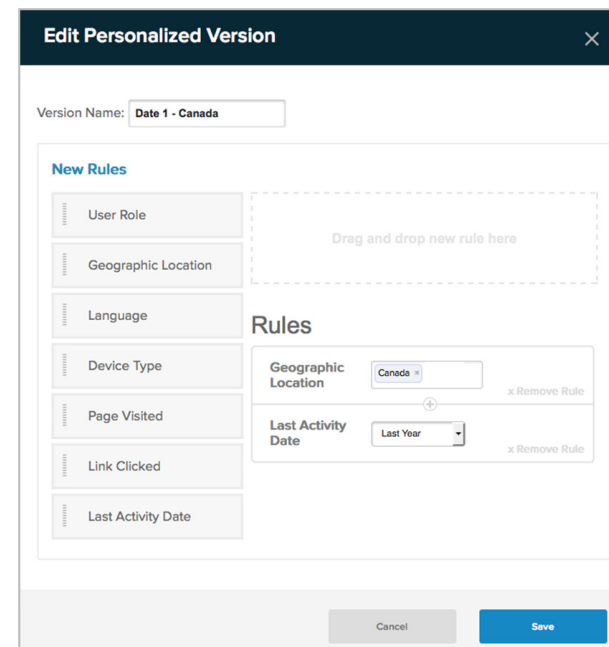 Edit Personalized Version
Version Name: Date 1 - Canada
New Rules
User Role
Geographic Location
Language
Device Type
Page Visited
Link Clicked
Last Activity Date
Drag and drop new rule here
Rules
Geographic
Location
Canada ×
x Remove Rule
Last Activity
Date
Last Year
x Remove Rule
Cancel
Save